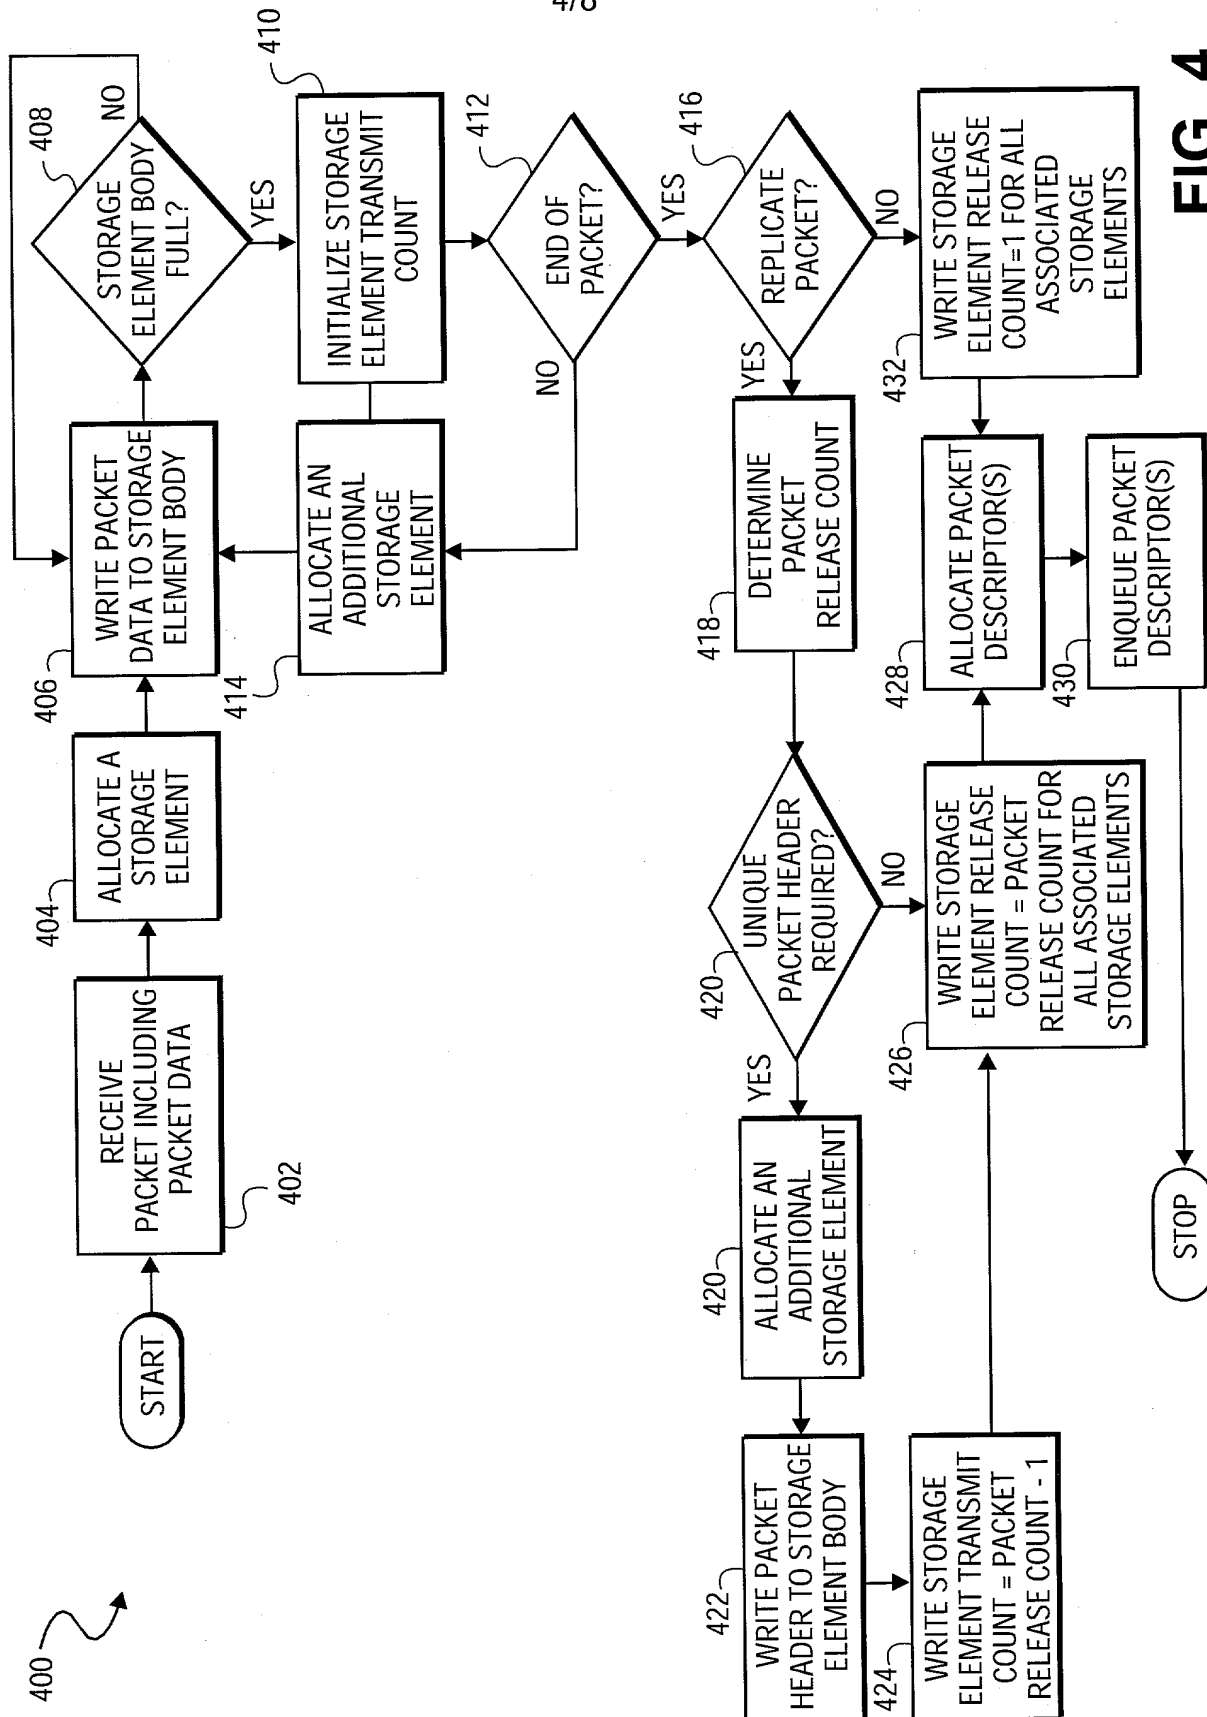 4/8
400
START
RECEIVE
PACKET INCLUDING
PACKET DATA
402
404
ALLOCATE A
STORAGE
ELEMENT
406
WRITE PACKET
DATA TO STORAGE
ELEMENT BODY
408
STORAGE
ELEMENT BODY
FULL?
NO
YES
410
INITIALIZE STORAGE
ELEMENT TRANSMIT
COUNT
412
END OF
PACKET?
NO
YES
414
ALLOCATE AN
ADDITIONAL
STORAGE
ELEMENT
416
REPLICATE
PACKET?
YES
NO
418
DETERMINE
PACKET
RELEASE COUNT
420
UNIQUE
PACKET HEADER
REQUIRED?
YES
NO
420
ALLOCATE AN
ADDITIONAL
STORAGE ELEMENT
422
WRITE PACKET
HEADER TO STORAGE
ELEMENT BODY
424
WRITE STORAGE
ELEMENT TRANSMIT
COUNT = PACKET
RELEASE COUNT - 1
426
WRITE STORAGE
ELEMENT RELEASE
COUNT = PACKET
RELEASE COUNT FOR
ALL ASSOCIATED
STORAGE ELEMENTS
428
ALLOCATE PACKET
DESCRIPTOR(S)
430
ENQUEUE PACKET
DESCRIPTOR(S)
432
WRITE STORAGE
ELEMENT RELEASE
COUNT=1 FOR ALL
ASSOCIATED
STORAGE
ELEMENTS
STOP
FIG. 4